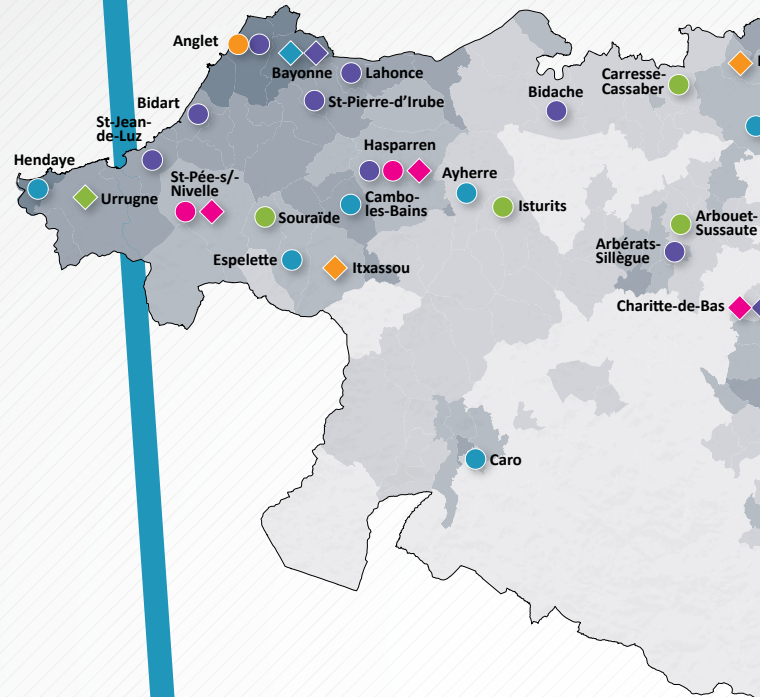 Anglet
Bayonne
Lahonce
Bidart
St-Pierre-d'Irube
St-Jean-
de-Luz
Hendaye
Urrugne
St-Pée-s/-
Nivelle
Hasparren
Cambo-
les-Bains
Ayherre
Isturits
Souraïde
Espelette
Itxassou
Bidache
Carresse-
Cassaber
Arbouet-
Sussaute
Arbérats-
Sillègue
Charitte-de-Bas
Caro